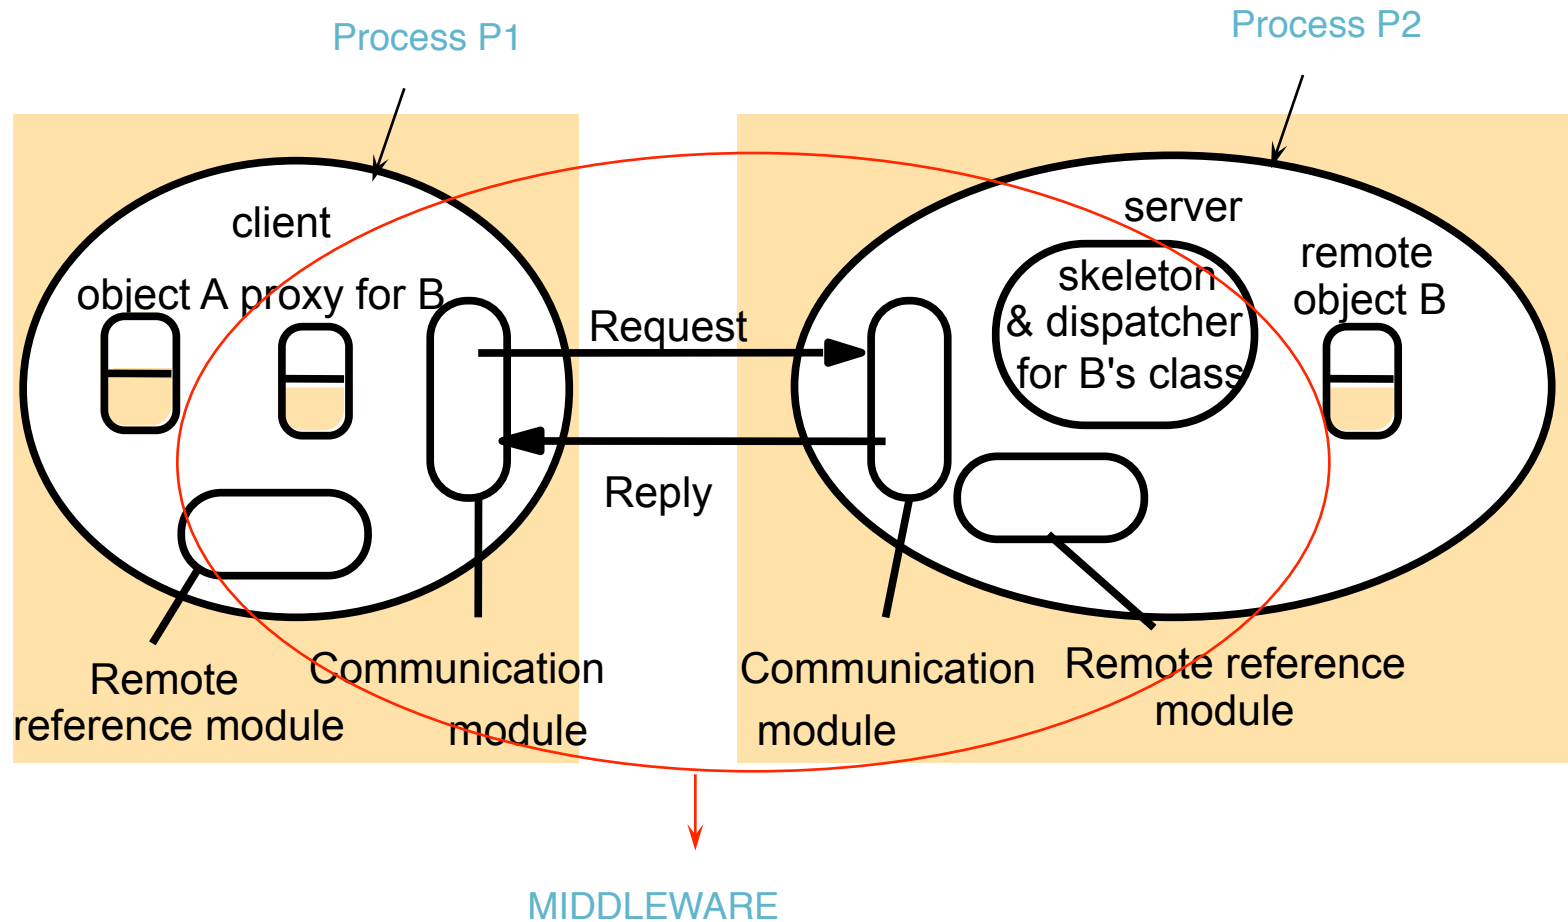 Process P1
Process P2
client
object A proxy for B
Request
Reply
server
skeleton
& dispatcher
for B's class
remote
object B
Remote
reference module
Communication
module
Communication
module
Remote reference
module
MIDDLEWARE